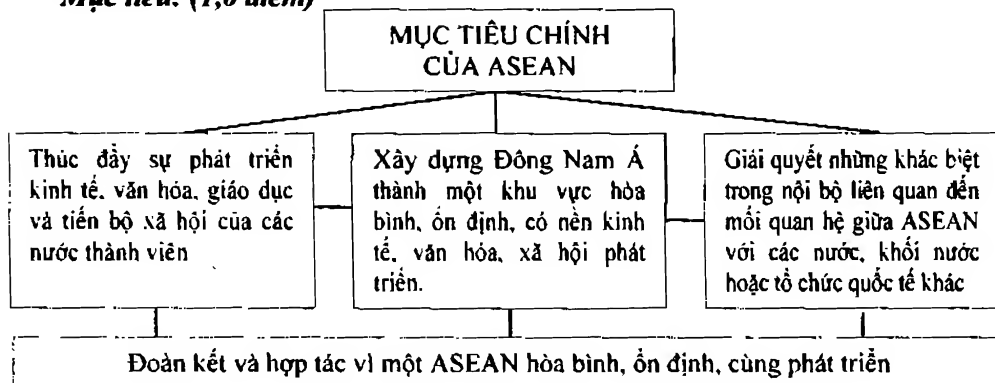 Mục tiêu: (1,0 điểm)
MỤC TIÊU CHÍNH
CỦA ASEAN
Thúc đẩy sự phát triển
kinh tế, văn hóa, giáo dục
và tiến bộ xã hội của các
nước thành viên
Xây dựng Đông Nam Á
thành một khu vực hòa
bình, ổn định, có nền kinh
tế, văn hóa, xã hội phát
triển.
Giải quyết những khác biệt
trong nội bộ liên quan đến
mối quan hệ giữa ASEAN
với các nước, khối nước
hoặc tổ chức quốc tế khác
Đoàn kết và hợp tác vì một ASEAN hòa bình, ổn định, cùng phát triển